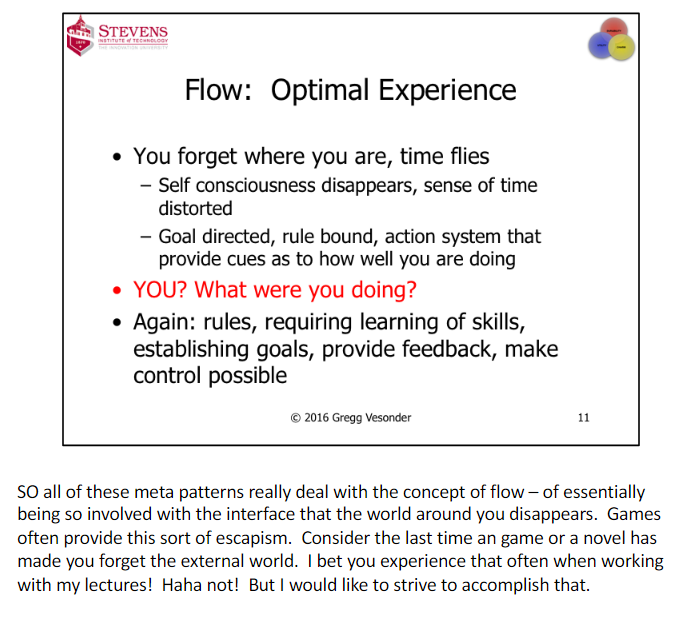 STEVENS
INSTITUTE of TECHNOLOGY
THE INNOVATION UNIVERSITY
Flow: Optimal Experience
• You forget where you are, time flies
– Self consciousness disappears, sense of time
distorted
– Goal directed, rule bound, action system that
provide cues as to how well you are doing
• YOU? What were you doing?
• Again: rules, requiring learning of skills,
establishing goals, provide feedback, make
control possible
© 2016 Gregg Vesonder
11
SO all of these meta patterns really deal with the concept of flow – of essentially
being so involved with the interface that the world around you disappears. Games
often provide this sort of escapism. Consider the last time an game or a novel has
made you forget the external world. I bet you experience that often when working
with my lectures! Haha not! But I would like to strive to accomplish that.